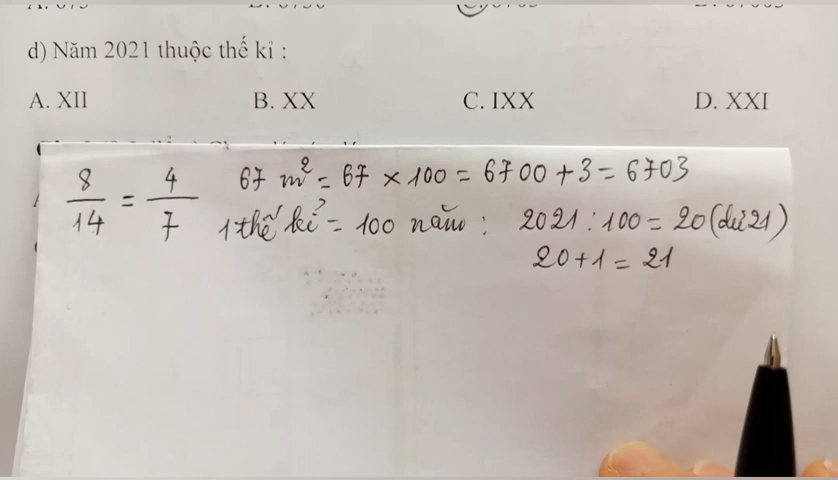 d) Năm 2021 thuộc thế kỉ :
A. XII B. XX C. IXX D. XXI
8/14 = 4/7 67 m² = 67 × 100 = 6700 + 3 = 6703
1 thế kỉ = 100 năm : 2021 : 100 = 20 (dư 21)
20 + 1 = 21